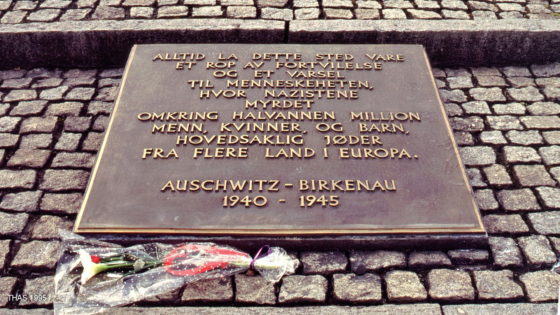 ALLTID LA DETTE STED VARE
ET ROP AV FORTVILELSE
OG ET VARSEL
TIL MENNESKEHETEN,
HVOR NAZISTENE
MYRDET
OMKRING HALVANNEN MILLION
MENN, KVINNER, OG BARN,
HOVEDSAKLIG JØDER
FRA FLERE LAND I EUROPA.
AUSCHWITZ - BIRKENAU
1940 - 1945
THAS 1995